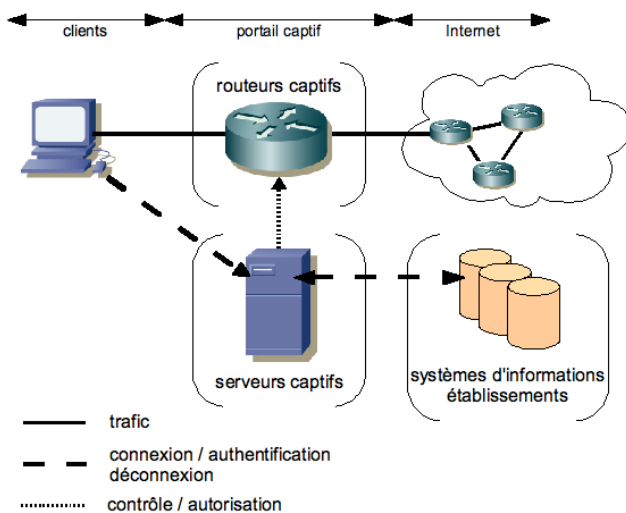 clients
portail captif
Internet
routeurs captifs
serveurs captifs
systèmes d'informations
établissements
trafic
connexion / authentification
déconnexion
contrôle / autorisation